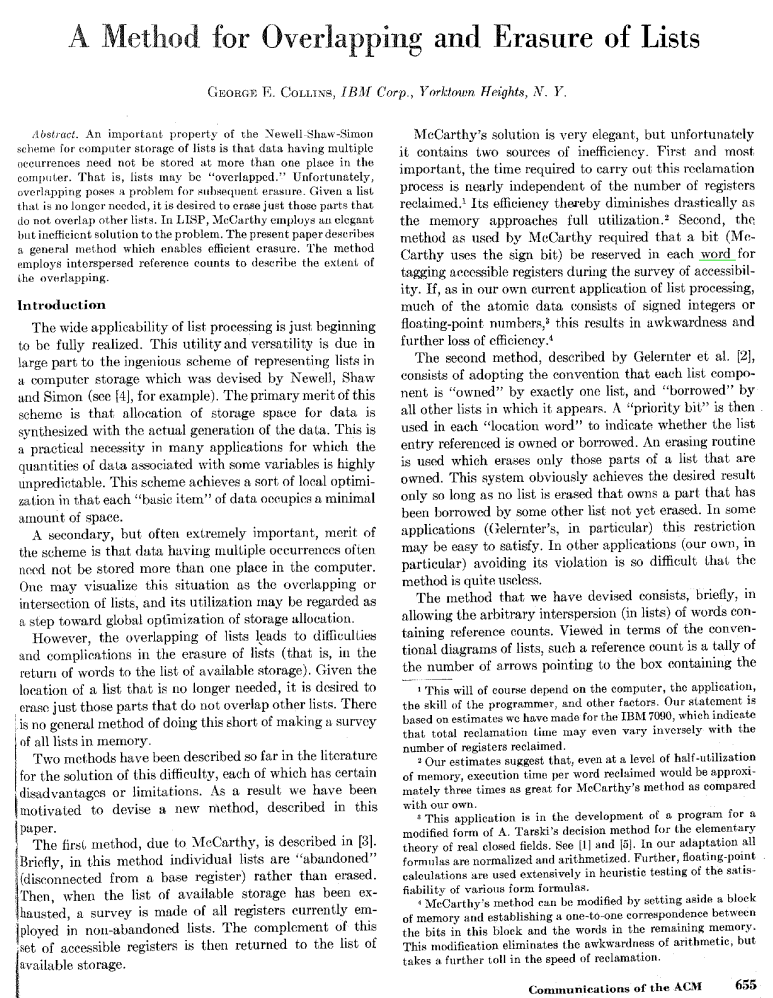 A Method for Overlapping and Erasure of Lists
GEORGE E. COLLINS, IBM Corp., Yorktown Heights, N. Y.
Abstract. An important property of the Newell-Shaw-Simon
scheme for computer storage of lists is that data having multiple
occurrences need not be stored at more than one place in the
computer. That is, lists may be "overlapped." Unfortunately,
overlapping poses a problem for subsequent erasure. Given a list
that is no longer needed, it is desired to erase just those parts that
do not overlap other lists. In LISP, McCarthy employs an elegant
but inefficient solution to the problem. The present paper describes
a general method which enables efficient erasure. The method
employs interspersed reference counts to describe the extent of
the overlapping.
Introduction
The wide applicability of list processing is just beginning
to be fully realized. This utility and versatility is due in
large part to the ingenious scheme of representing lists in
a computer storage which was devised by Newell, Shaw
and Simon (see [4], for example). The primary merit of this
scheme is that allocation of storage space for data is
synthesized with the actual generation of the data. This is
a practical necessity in many applications for which the
quantities of data associated with some variables is highly
unpredictable. This scheme achieves a sort of local optimi-
zation in that each "basic item" of data occupies a minimal
amount of space.
A secondary, but often extremely important, merit of
the scheme is that data having multiple occurrences often
need not be stored more than one place in the computer.
One may visualize this situation as the overlapping or
intersection of lists, and its utilization may be regarded as
a step toward global optimization of storage allocation.
However, the overlapping of lists leads to difficulties
and complications in the erasure of lists (that is, in the
return of words to the list of available storage). Given the
location of a list that is no longer needed, it is desired to
erase just those parts that do not overlap other lists. There
is no general method of doing this short of making a survey
of all lists in memory.
Two methods have been described so far in the literature
for the solution of this difficulty, each of which has certain
disadvantages or limitations. As a result we have been
motivated to devise a new method, described in this
paper.
The first method, due to McCarthy, is described in [3].
Briefly, in this method individual lists are "abandoned"
(disconnected from a base register) rather than erased.
Then, when the list of available storage has been ex-
hausted, a survey is made of all registers currently em-
ployed in non-abandoned lists. The complement of this
set of accessible registers is then returned to the list of
available storage.
McCarthy's solution is very elegant, but unfortunately
it contains two sources of inefficiency. First and most
important, the time required to carry out this reclamation
process is nearly independent of the number of registers
reclaimed.¹ Its efficiency thereby diminishes drastically as
the memory approaches full utilization.² Second, the
method as used by McCarthy required that a bit (Mc-
Carthy uses the sign bit) be reserved in each word for
tagging accessible registers during the survey of accessibil-
ity. If, as in our own current application of list processing,
much of the atomic data consists of signed integers or
floating-point numbers,³ this results in awkwardness and
further loss of efficiency.⁴
The second method, described by Gelernter et al. [2],
consists of adopting the convention that each list compo-
nent is "owned" by exactly one list, and "borrowed" by
all other lists in which it appears. A "priority bit" is then
used in each "location word" to indicate whether the list
entry referenced is owned or borrowed. An erasing routine
is used which erases only those parts of a list that are
owned. This system obviously achieves the desired result
only so long as no list is erased that owns a part that has
been borrowed by some other list not yet erased. In some
applications (Gelernter's, in particular) this restriction
may be easy to satisfy. In other applications (our own, in
particular) avoiding its violation is so difficult that the
method is quite useless.
The method that we have devised consists, briefly, in
allowing the arbitrary interspersion (in lists) of words con-
taining reference counts. Viewed in terms of the conven-
tional diagrams of lists, such a reference count is a tally of
the number of arrows pointing to the box containing the
¹ This will of course depend on the computer, the application,
the skill of the programmer, and other factors. Our statement is
based on estimates we have made for the IBM 7090, which indicate
that total reclamation time may even vary inversely with the
number of registers reclaimed.
² Our estimates suggest that, even at a level of half-utilization
of memory, execution time per word reclaimed would be approxi-
mately three times as great for McCarthy's method as compared
with our own.
³ This application is in the development of a program for a
modified form of A. Tarski's decision method for the elementary
theory of real closed fields. See [1] and [5]. In our adaptation all
formulas are normalized and arithmetized. Further, floating-point
calculations are used extensively in heuristic testing of the satis-
fiability of various form formulas.
⁴ McCarthy's method can be modified by setting aside a block
of memory and establishing a one-to-one correspondence between
the bits in this block and the words in the remaining memory.
This modification eliminates the awkwardness of arithmetic, but
takes a further toll in the speed of reclamation.
Communications of the ACM 655